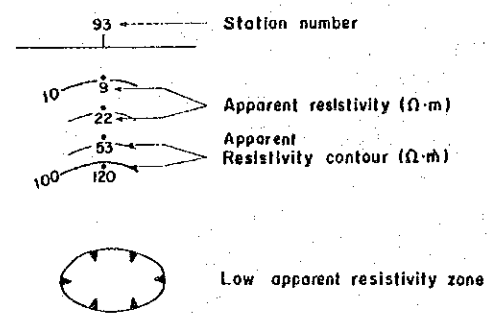 93 Station number
10 9
22 Apparent resistivity (Ω·m)
53 Apparent
Resistivity contour (Ω·m)
100 120
Low apparent resistivity zone